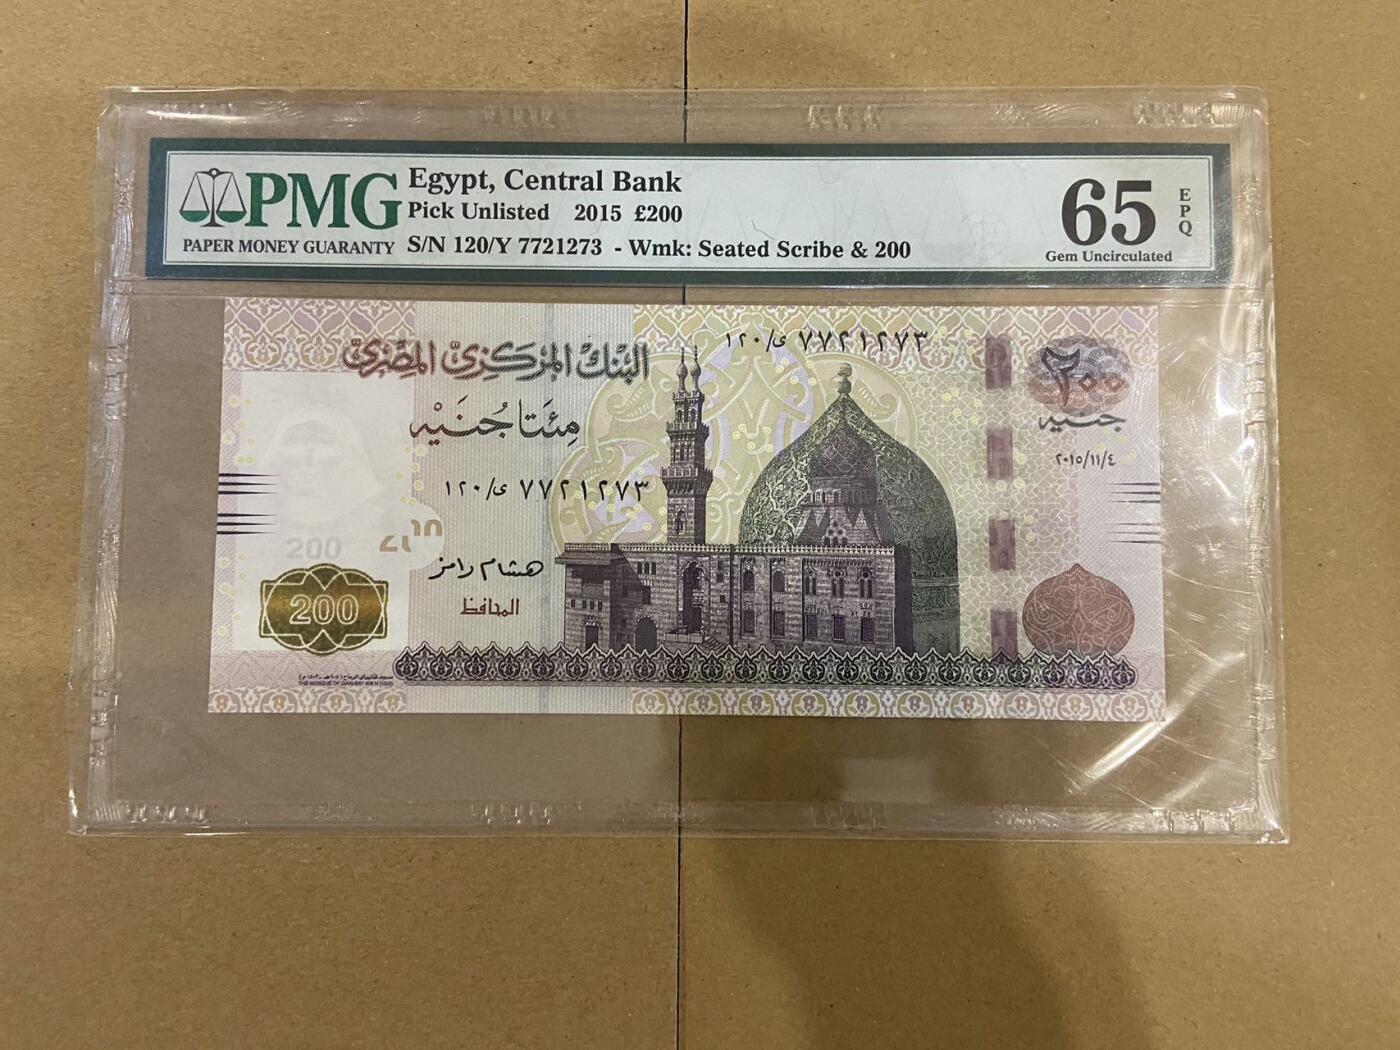 PMG
PAPER MONEY GUARANTY
Egypt, Central Bank
Pick Unlisted 2015 £200
S/N 120/Y 7721273 - Wmk: Seated Scribe & 200
65
EPQ
Gem Uncirculated
١٢٠/ى ٧٧٢١٢٧٣
البنك المركزى المصرى
٢٠٠
جنيه
مئتا جنيه
٢٠١٥/١١/٤
١٢٠/ى ٧٧٢١٢٧٣
200
هشام رامز
المحافظ
200